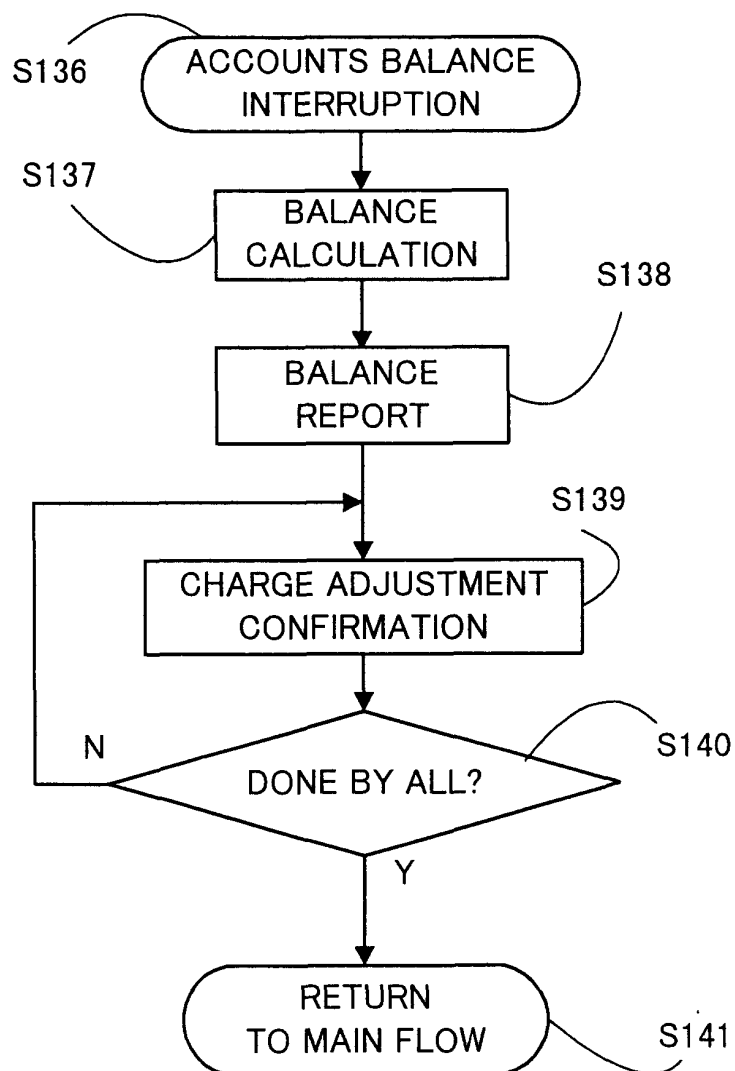 S136
ACCOUNTS BALANCE
INTERRUPTION
S137
BALANCE
CALCULATION
S138
BALANCE
REPORT
S139
CHARGE ADJUSTMENT
CONFIRMATION
N
S140
DONE BY ALL?
Y
RETURN
TO MAIN FLOW
S141